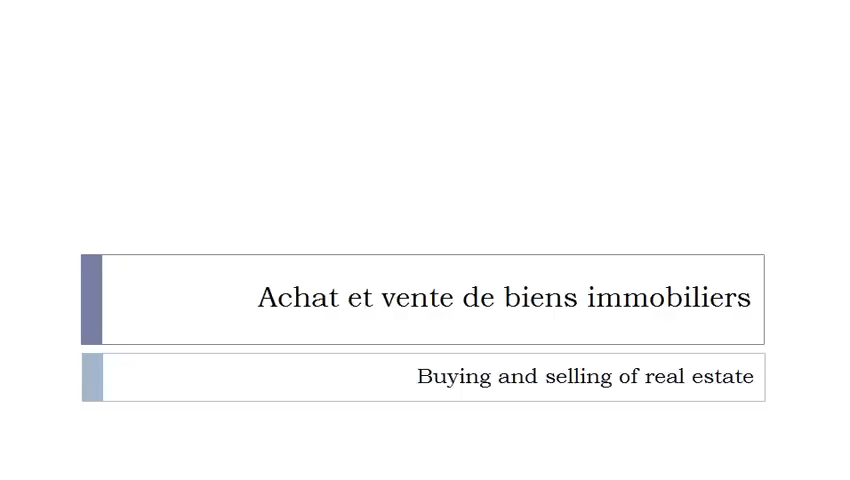 Achat et vente de biens immobiliers
Buying and selling of real estate